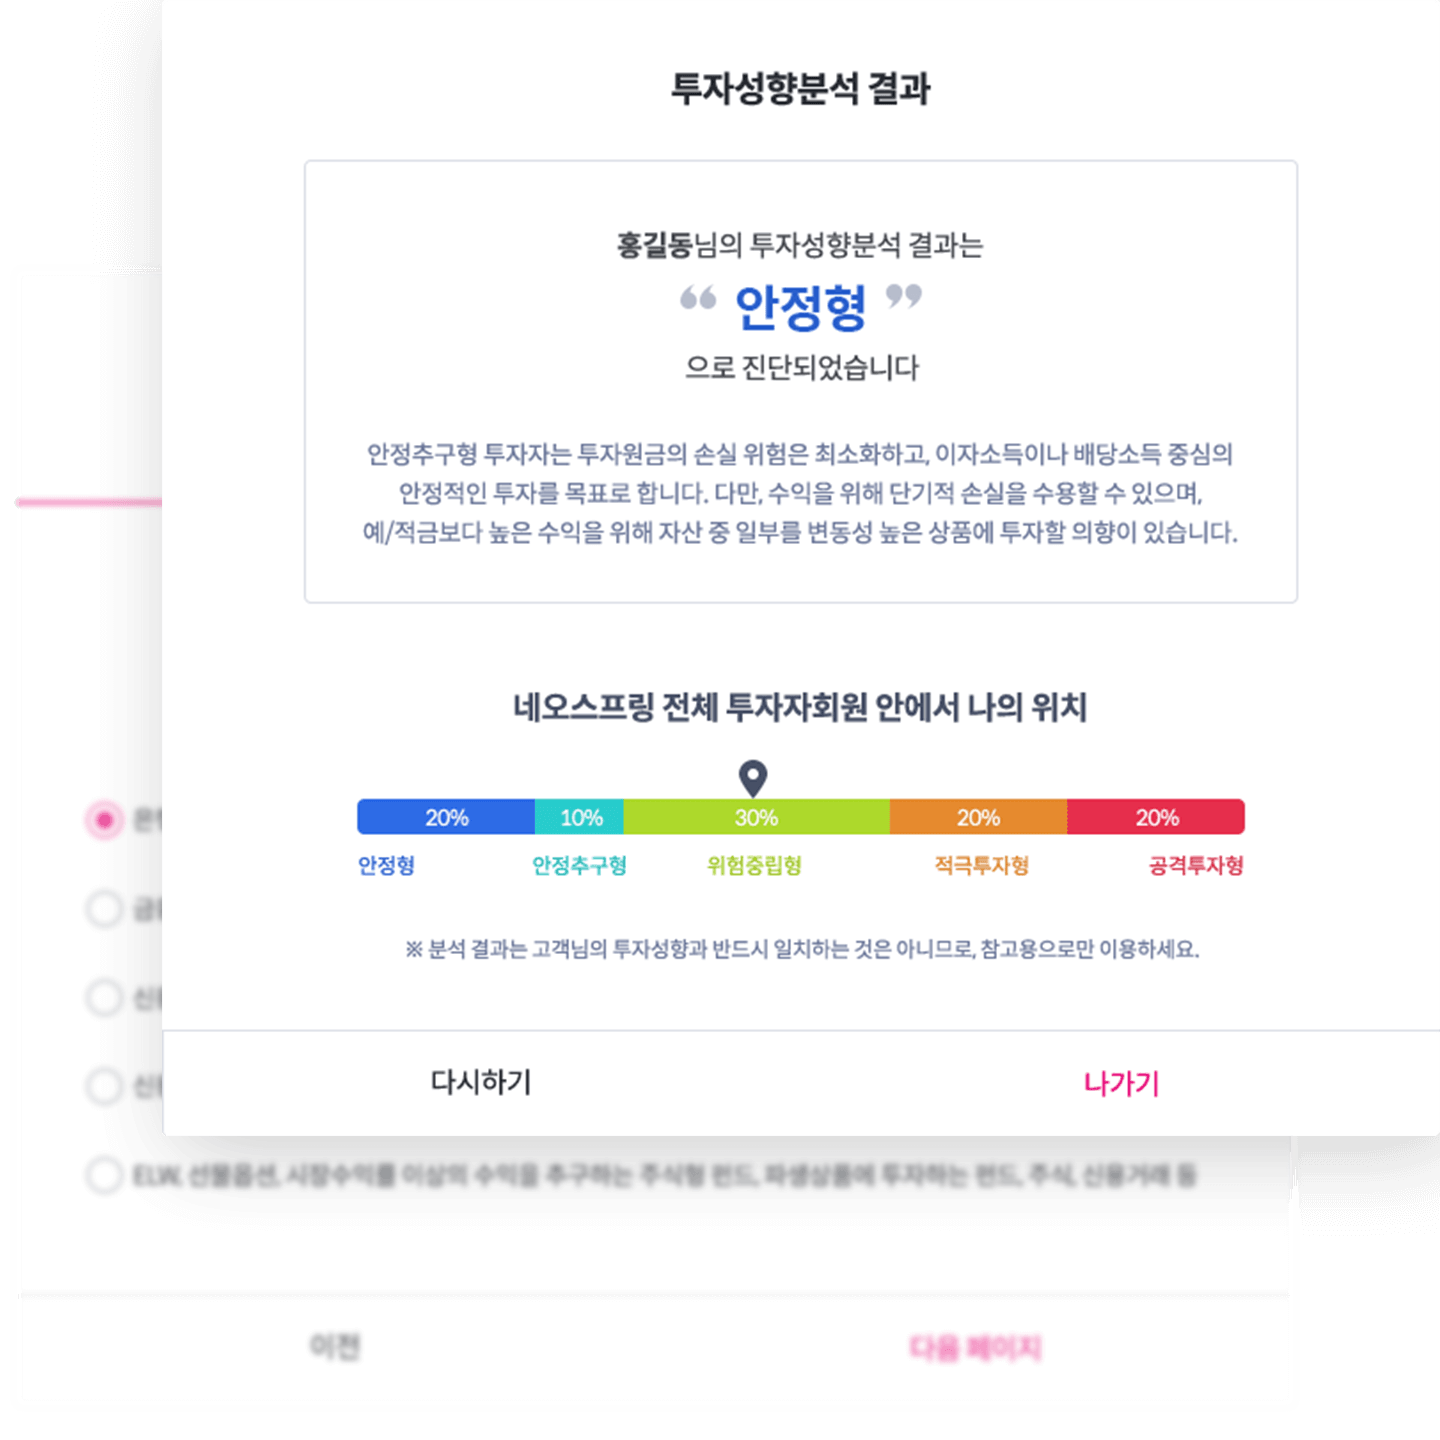 투자성향분석 결과
홍길동님의 투자성향분석 결과는
“ 안정형 ”
으로 진단되었습니다
안정추구형 투자자는 투자원금의 손실 위험은 최소화하고, 이자소득이나 배당소득 중심의
안정적인 투자를 목표로 합니다. 다만, 수익을 위해 단기적 손실을 수용할 수 있으며,
예/적금보다 높은 수익을 위해 자산 중 일부를 변동성 높은 상품에 투자할 의향이 있습니다.
네오스프링 전체 투자자회원 안에서 나의 위치
20% 10% 30% 20% 20%
안정형 안정추구형 위험중립형 적극투자형 공격투자형
※ 분석 결과는 고객님의 투자성향과 반드시 일치하는 것은 아니므로, 참고용으로만 이용하세요.
다시하기 나가기
ELW, 선물옵션, 시장수익률 이상의 수익을 추구하는 주식형 펀드, 파생상품에 투자하는 펀드, 주식, 신용거래 등
이전 다음 페이지